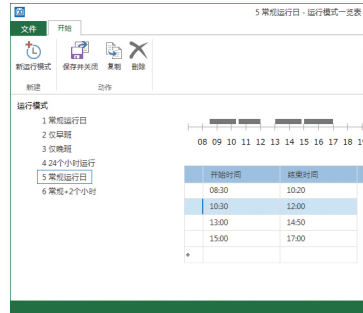 5 常规运行日 - 运行模式一览表
文件 开始
新运行模式 保存并关闭 复制 删除
新建 动作
运行模式
1 常规运行日
2 仅早班
3 仅晚班
4 24个小时运行
5 常规运行日
6 常规+2个小时
08 09 10 11 12 13 14 15 16 17 18
开始时间 结束时间
08:30 10:20
10:30 12:00
13:00 14:50
15:00 17:00